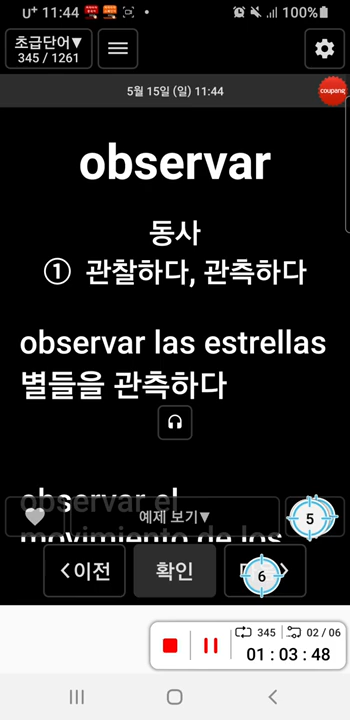 U+ 11:44 100%
초급단어▼
345 / 1261
5월 15일 (일) 11:44
coupang
observar
동사
① 관찰하다, 관측하다
observar las estrellas
별들을 관측하다
observar el
movimiento de los
예제 보기▼
5
<이전
확인
6
>
345 02 / 06
01 : 03 : 48